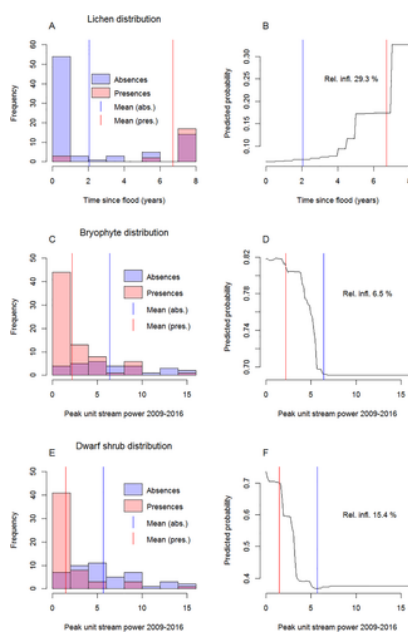 Lichen distribution
A
Frequency
60
50
40
30
20
10
0
Absences
Presences
Mean (abs.)
Mean (pres.)
0 2 4 6 8
Time since flood (years)
B
Predicted probability
0.30
0.25
0.20
0.15
0.10
Rel. infl. 29.3 %
0 2 4 6 8
Time since flood (years)
Bryophyte distribution
C
Frequency
50
40
30
20
10
0
Absences
Presences
Mean (abs.)
Mean (pres.)
0 5 10 15
Peak unit stream power 2009-2016
D
Predicted probability
0.82
0.78
0.74
0.70
Rel. infl. 6.5 %
0 5 10 15
Peak unit stream power 2009-2016
Dwarf shrub distribution
E
Frequency
50
40
30
20
10
0
Absences
Presences
Mean (abs.)
Mean (pres.)
0 5 10 15
Peak unit stream power 2009-2016
F
Predicted probability
0.7
0.6
0.5
0.4
Rel. infl. 15.4 %
0 5 10 15
Peak unit stream power 2009-2016